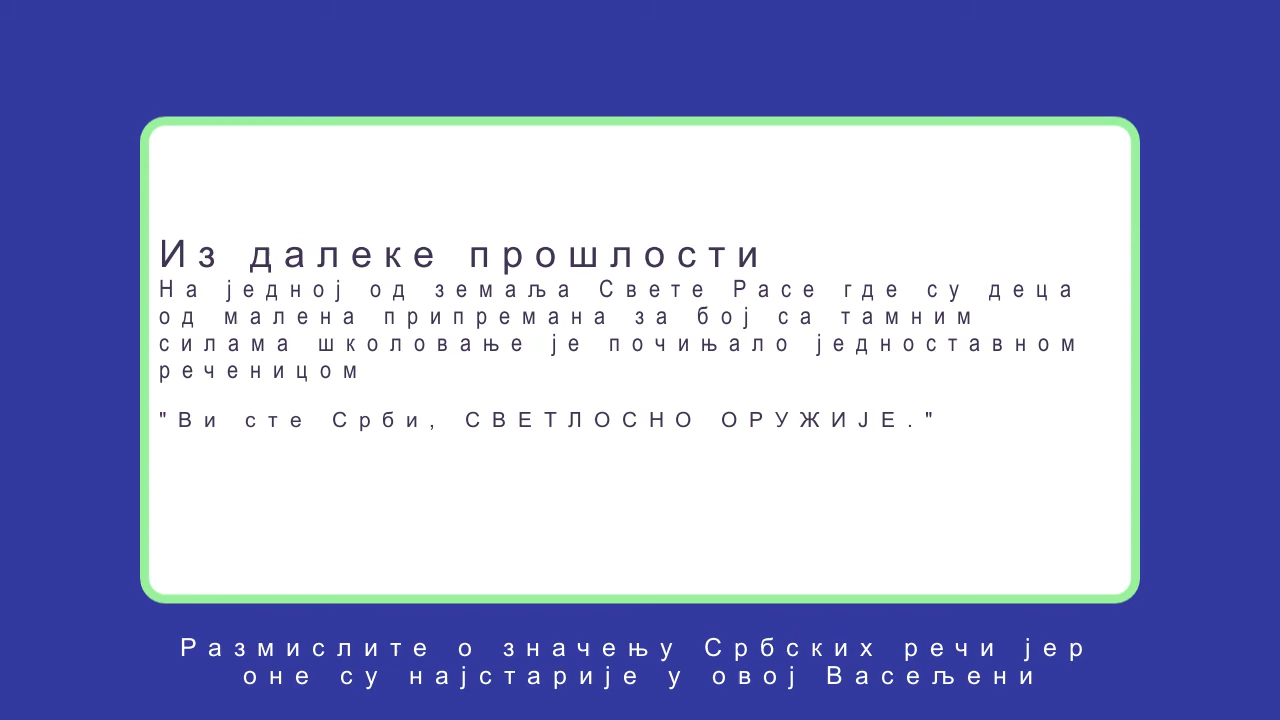 Из далеке прошлости
На једној од земаља Свете Расе где су деца
од малена припремана за бој са тамним
силама школовање је почињало једноставном
реченицом
"Ви сте Срби, СВЕТЛОСНО ОРУЖИЈЕ."
Размислите о значењу Србских речи јер
оне су најстарије у овој Васељени